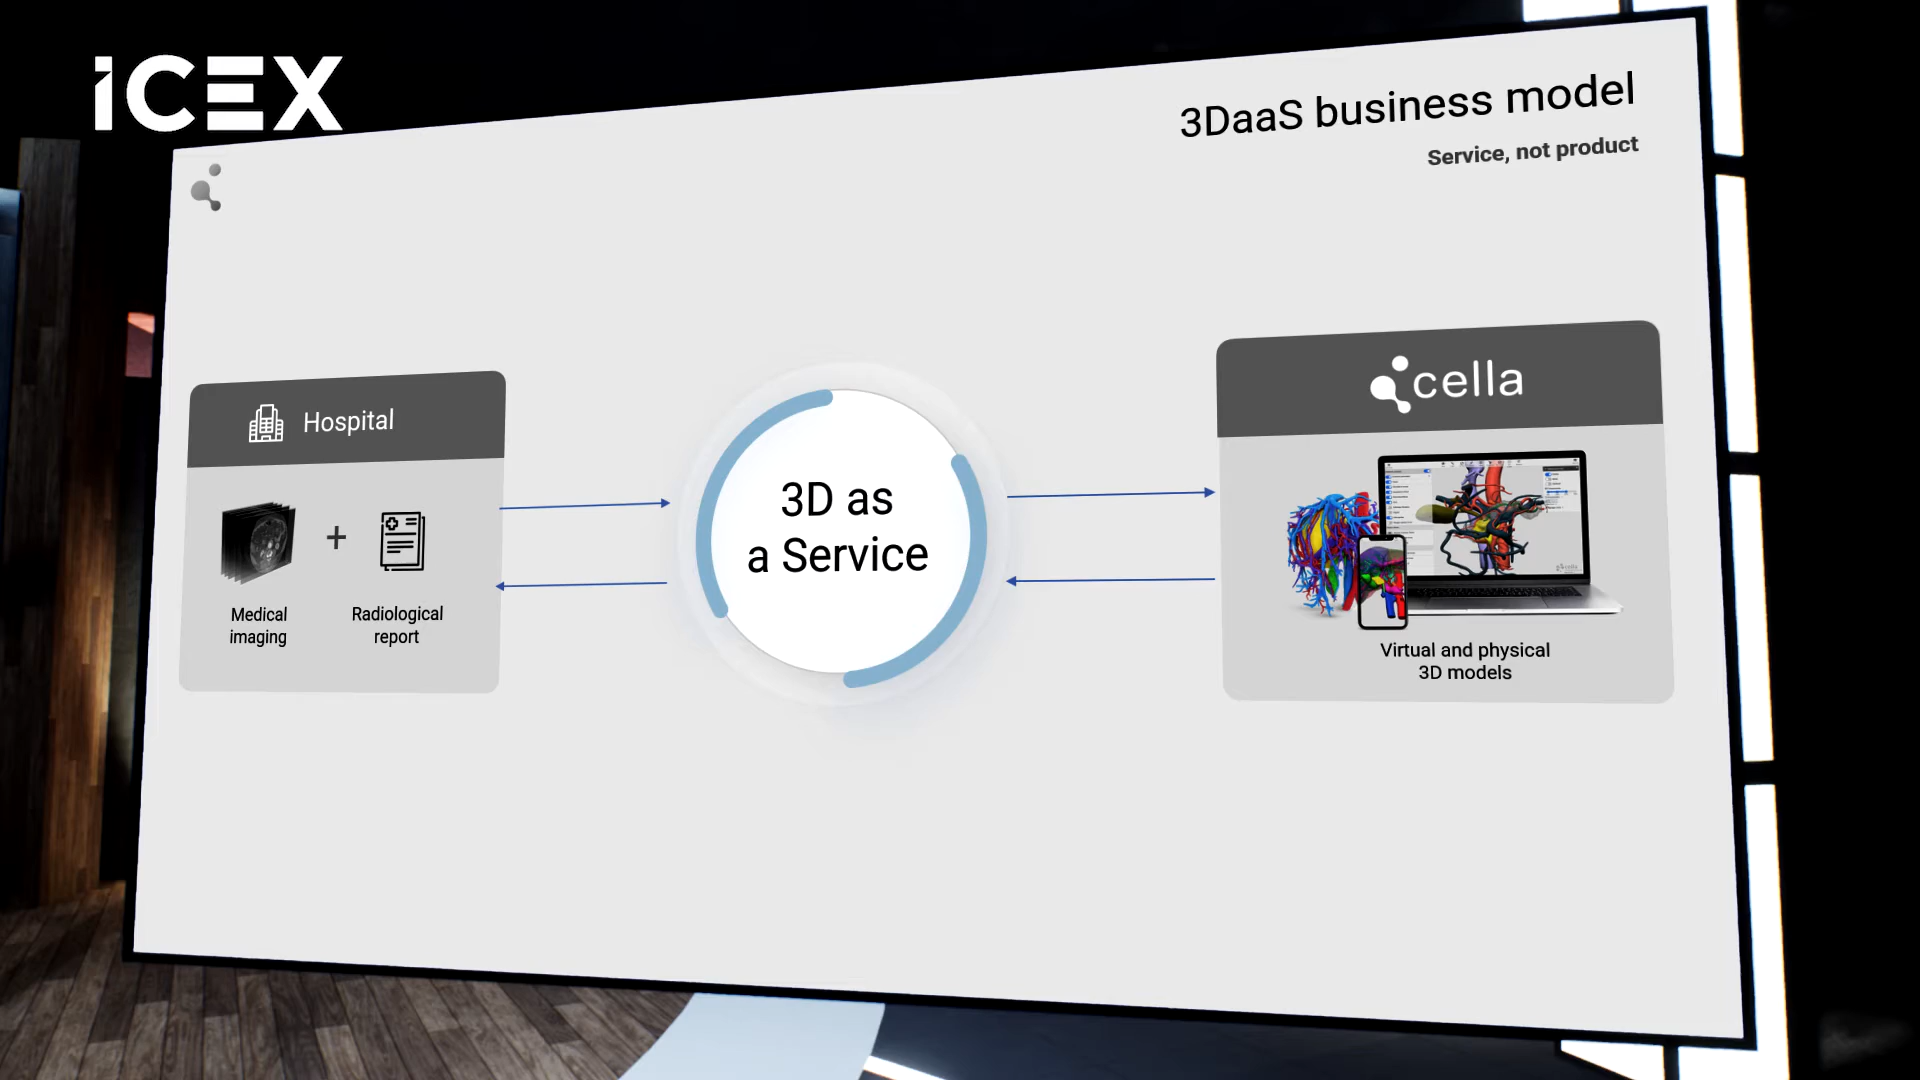 iCEX
3DaaS business model
Service, not product
Hospital
+
Medical
imaging
Radiological
report
3D as
a Service
cella
Virtual and physical
3D models